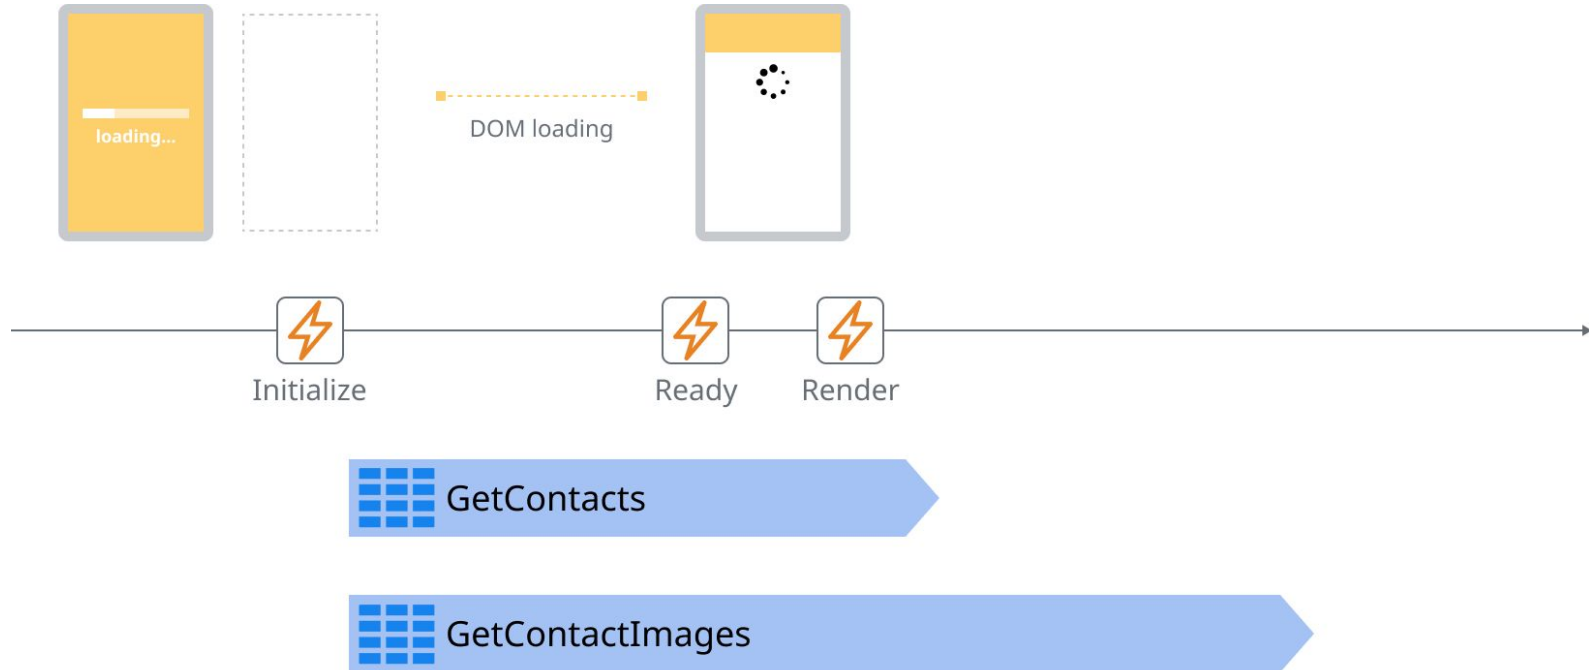 loading...
DOM loading
Initialize
Ready
Render
GetContacts
GetContactImages